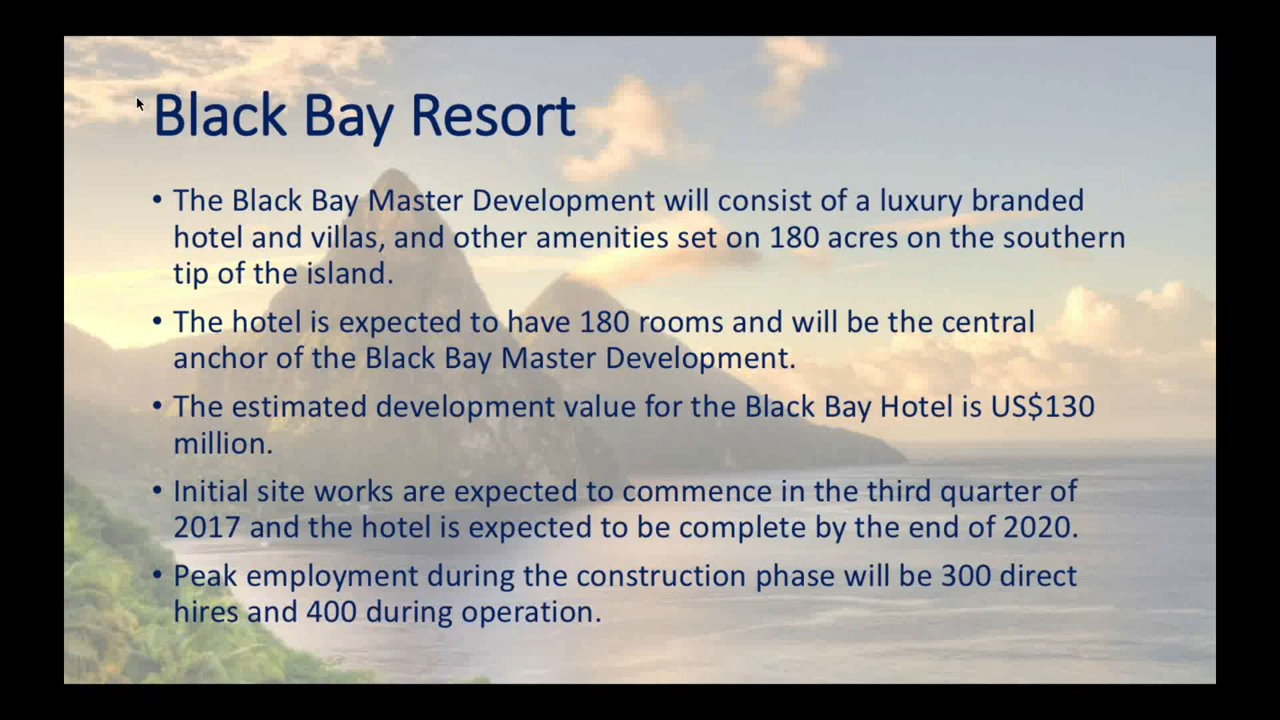 Black Bay Resort
• The Black Bay Master Development will consist of a luxury branded
hotel and villas, and other amenities set on 180 acres on the southern
tip of the island.
• The hotel is expected to have 180 rooms and will be the central
anchor of the Black Bay Master Development.
• The estimated development value for the Black Bay Hotel is US$130
million.
• Initial site works are expected to commence in the third quarter of
2017 and the hotel is expected to be complete by the end of 2020.
• Peak employment during the construction phase will be 300 direct
hires and 400 during operation.